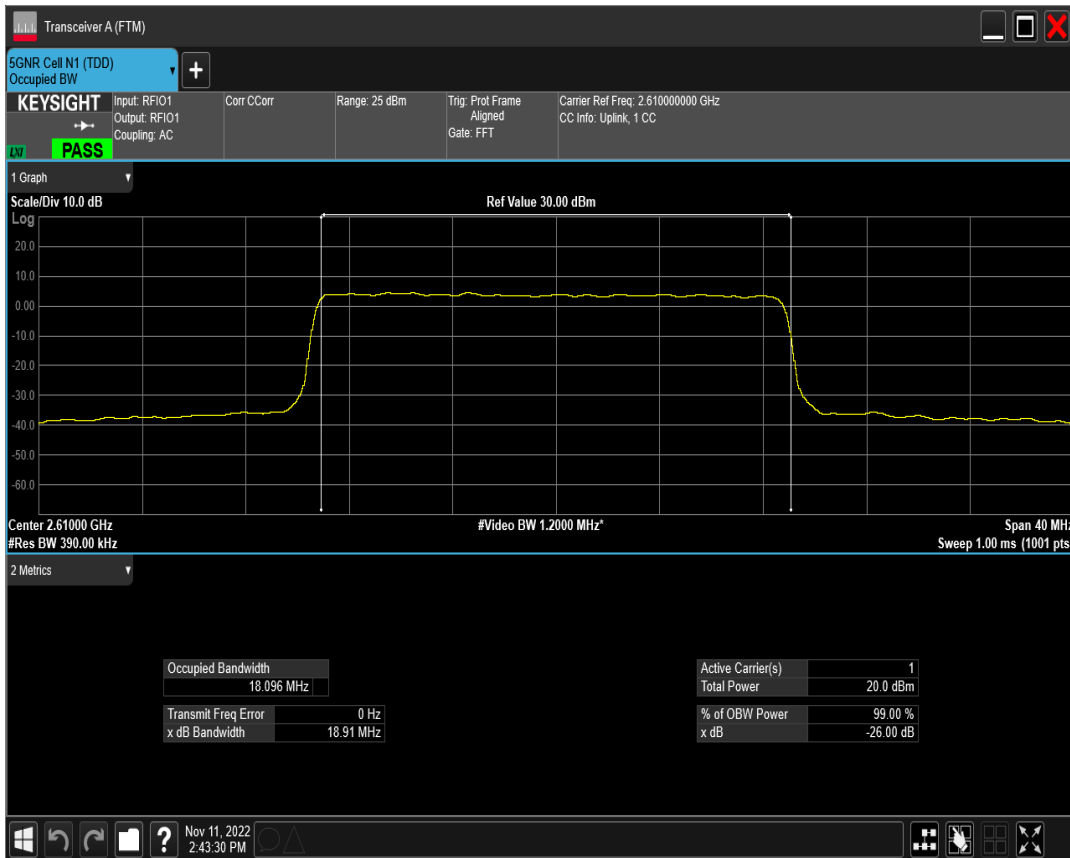 Transceiver A (FTM)
5GNR Cell N1 (TDD)
Occupied BW
+
KEYSIGHT
LXI
PASS
Input: RFIO1
Output: RFIO1
Coupling: AC
Corr CCorr
Range: 25 dBm
Trig: Prot Frame
Aligned
Gate: FFT
Carrier Ref Freq: 2.610000000 GHz
CC Info: Uplink, 1 CC
1 Graph
Scale/Div 10.0 dB
Ref Value 30.00 dBm
Log
20.0
10.0
0.00
-10.0
-20.0
-30.0
-40.0
-50.0
-60.0
Center 2.61000 GHz
#Video BW 1.2000 MHz*
Span 40 MHz
#Res BW 390.00 kHz
Sweep 1.00 ms (1001 pts
2 Metrics
Occupied Bandwidth
18.096 MHz
Transmit Freq Error 0 Hz
x dB Bandwidth 18.91 MHz
Active Carrier(s) 1
Total Power 20.0 dBm
% of OBW Power 99.00 %
x dB -26.00 dB
?
Nov 11, 2022
2:43:30 PM